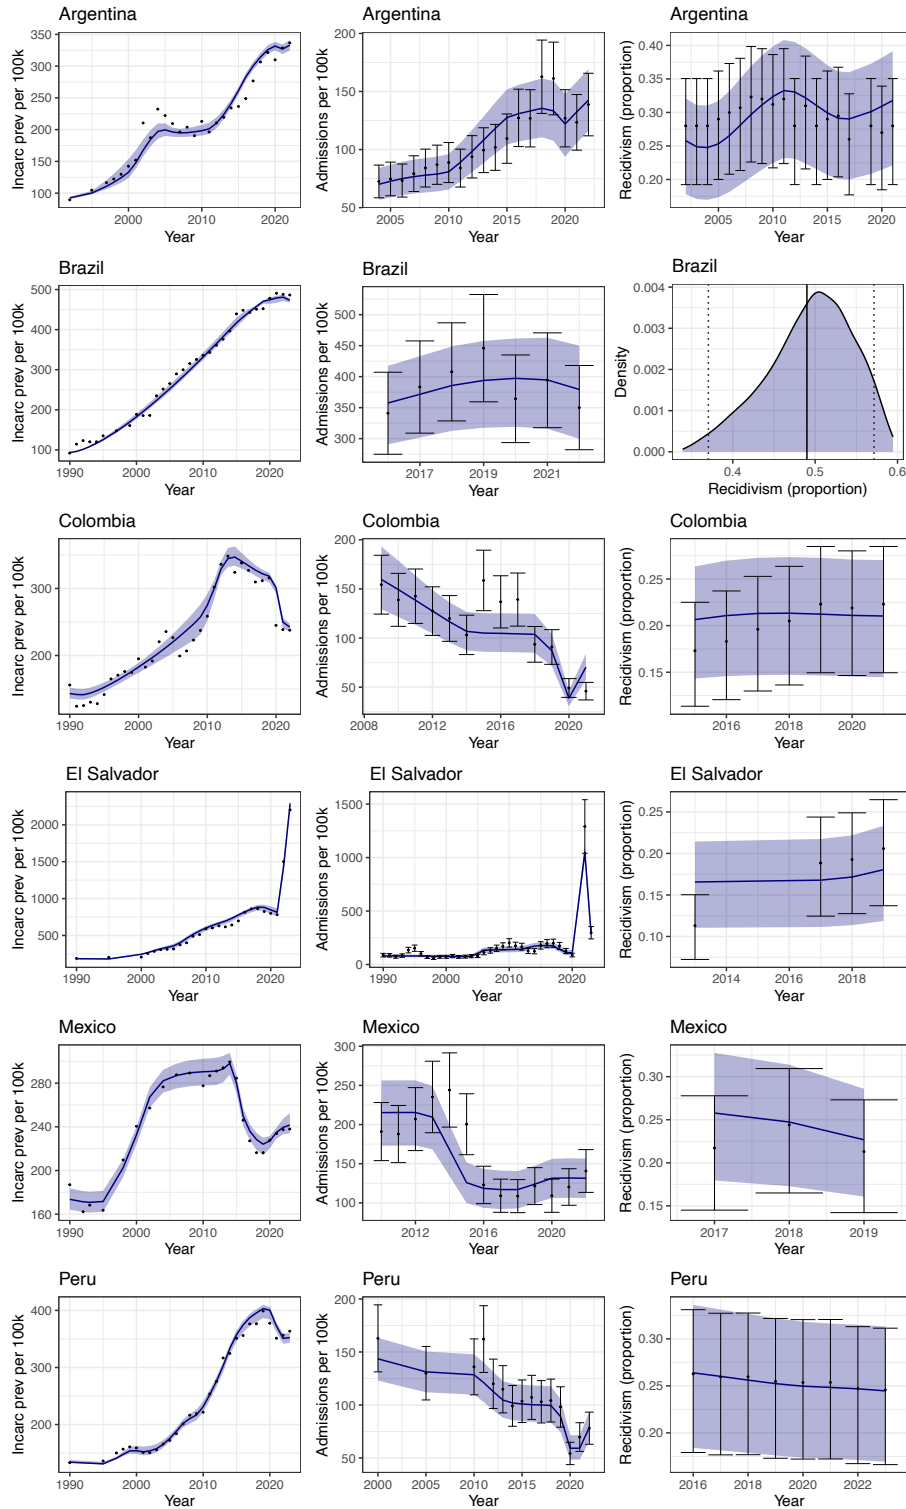 Argentina
Incarc prev per 100k
350
300
250
200
150
100
2000
2010
2020
Year
Argentina
Admissions per 100k
200
150
100
50
2005
2010
2015
2020
Year
Argentina
Recidivism (proportion)
0.40
0.35
0.30
0.25
0.20
2005
2010
2015
2020
Year
Brazil
Incarc prev per 100k
500
400
300
200
100
1990
2000
2010
2020
Year
Brazil
Admissions per 100k
500
450
400
350
300
2017
2019
2021
Year
Brazil
Density
0.004
0.003
0.002
0.001
0.000
0.4
0.5
0.6
Recidivism (proportion)
Colombia
Incarc prev per 100k
300
200
1990
2000
2010
2020
Year
Colombia
Admissions per 100k
200
150
100
50
2008
2012
2016
2020
Year
Colombia
Recidivism (proportion)
0.25
0.20
0.15
2016
2018
2020
Year
El Salvador
Incarc prev per 100k
2000
1500
1000
500
1990
2000
2010
2020
Year
El Salvador
Admissions per 100k
1500
1000
500
0
1990
2000
2010
2020
Year
El Salvador
Recidivism (proportion)
0.25
0.20
0.15
0.10
2014
2016
2018
Year
Mexico
Incarc prev per 100k
280
240
200
160
1990
2000
2010
2020
Year
Mexico
Admissions per 100k
300
250
200
150
100
2012
2016
2020
Year
Mexico
Recidivism (proportion)
0.30
0.25
0.20
0.15
2017
2018
2019
Year
Peru
Incarc prev per 100k
400
300
200
1990
2000
2010
2020
Year
Peru
Admissions per 100k
200
150
100
50
2000
2005
2010
2015
2020
Year
Peru
Recidivism (proportion)
0.30
0.25
0.20
2016
2018
2020
2022
Year